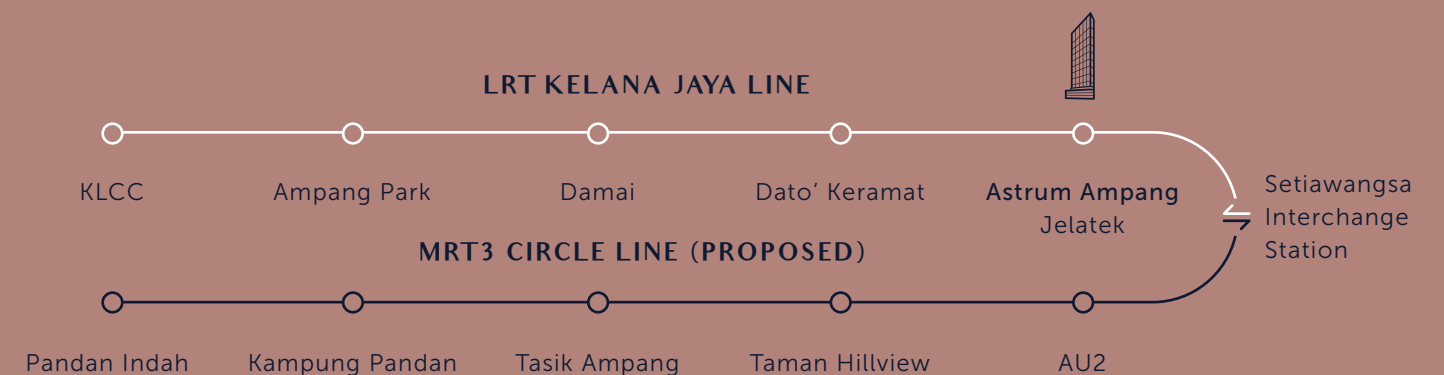 LRT KELANA JAYA LINE
KLCC
Ampang Park
Damai
Dato’ Keramat
Astrum Ampang
Jelatek
Setiawangsa
Interchange
Station
MRT3 CIRCLE LINE (PROPOSED)
Pandan Indah
Kampung Pandan
Tasik Ampang
Taman Hillview
AU2